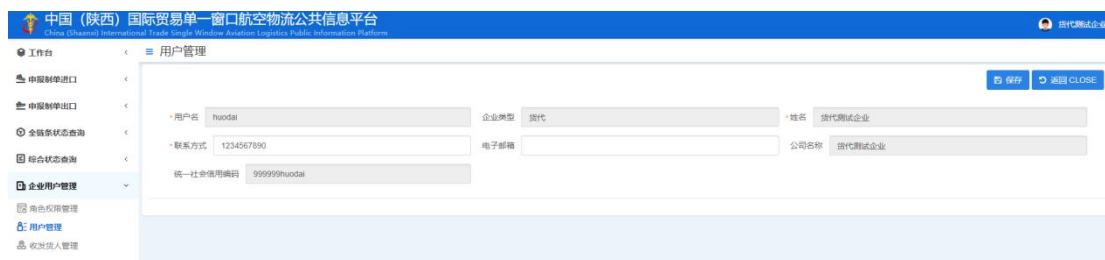 中国（陕西）国际贸易单一窗口航空物流公共信息平台
China (Shaanxi) International Trade Single Window Aviation Logistics Public Information Platform
货代测试企业
工作台
用户管理
申报制单进口
保存 返回 CLOSE
申报制单出口
*用户名 huodai 企业类型 货代 *姓名 货代测试企业
全链条状态查询
*联系方式 1234567890 电子邮箱 公司名称 货代测试企业
综合状态查询
统一社会信用编码 999999huodai
企业用户管理
角色权限管理
用户管理
收发货人管理